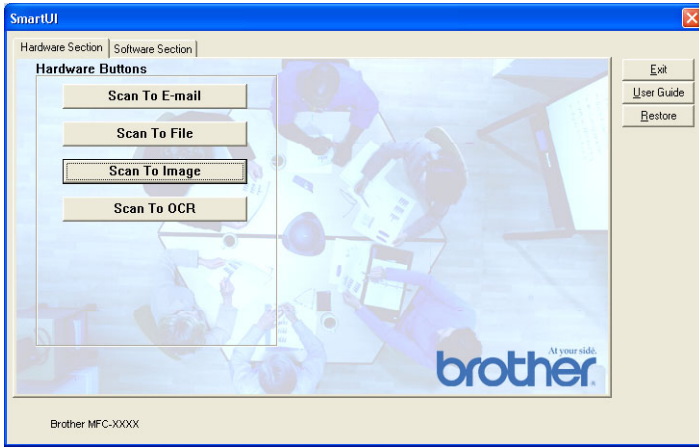 SmartUI
Hardware Section
Software Section
Hardware Buttons
Scan To E-mail
Scan To File
Scan To Image
Scan To OCR
Exit
User Guide
Restore
At your side.
brother
Brother MFC-XXXX